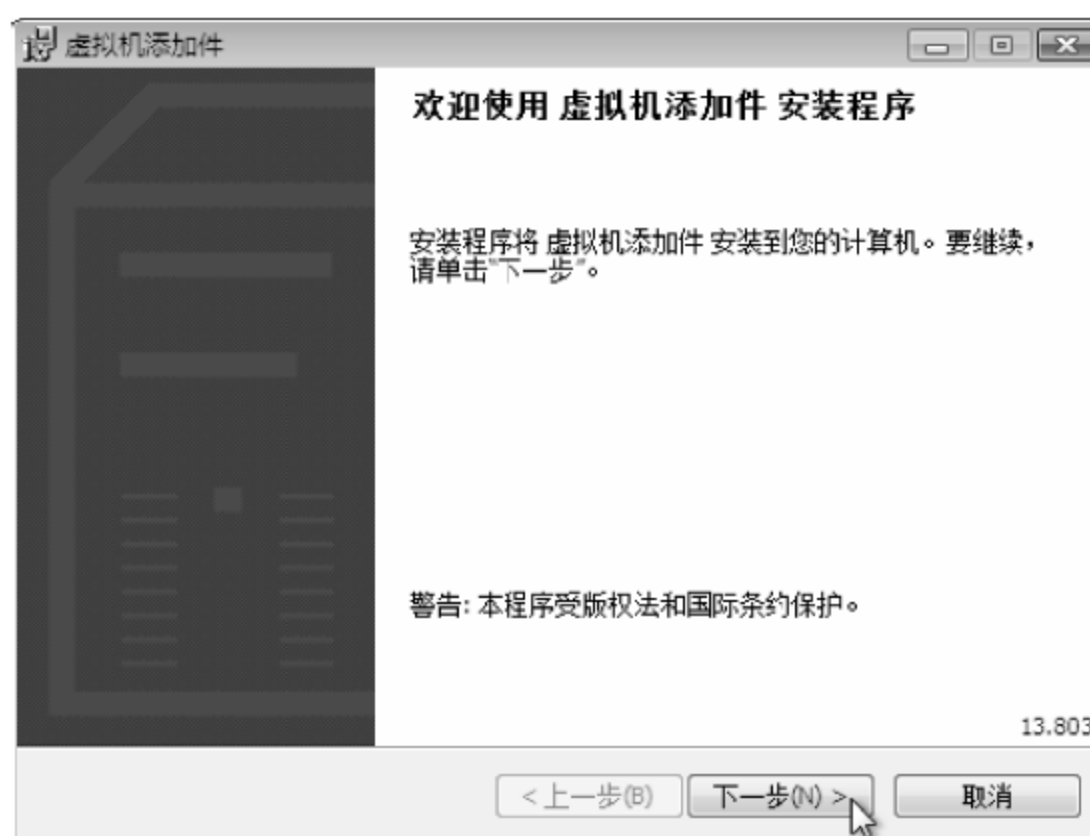 虚拟机添加件
欢迎使用 虚拟机添加件 安装程序
安装程序将 虚拟机添加件 安装到您的计算机。要继续，
请单击"下一步"。
警告: 本程序受版权法和国际条约保护。
13.803
< 上一步(B)
下一步(N) >
取消